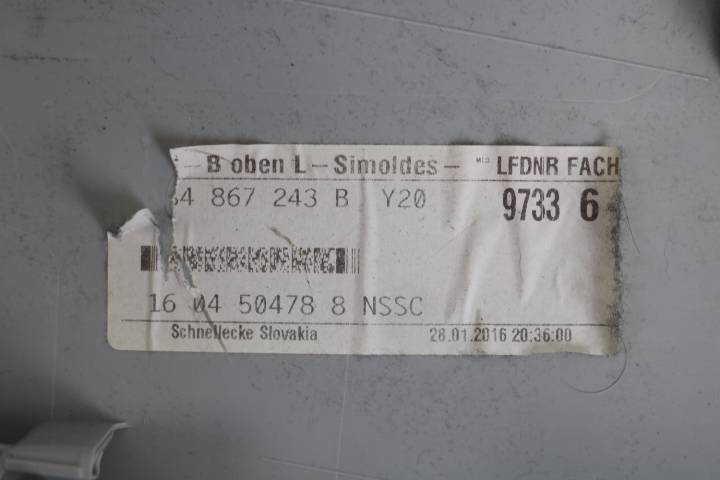 – B oben L – Simoldes – MLD LFDNR FACH
4 867 243 B Y20 9733 6
16 04 50478 8 NSSC
Schnellecke Slovakia 28.01.2016 20:36:00